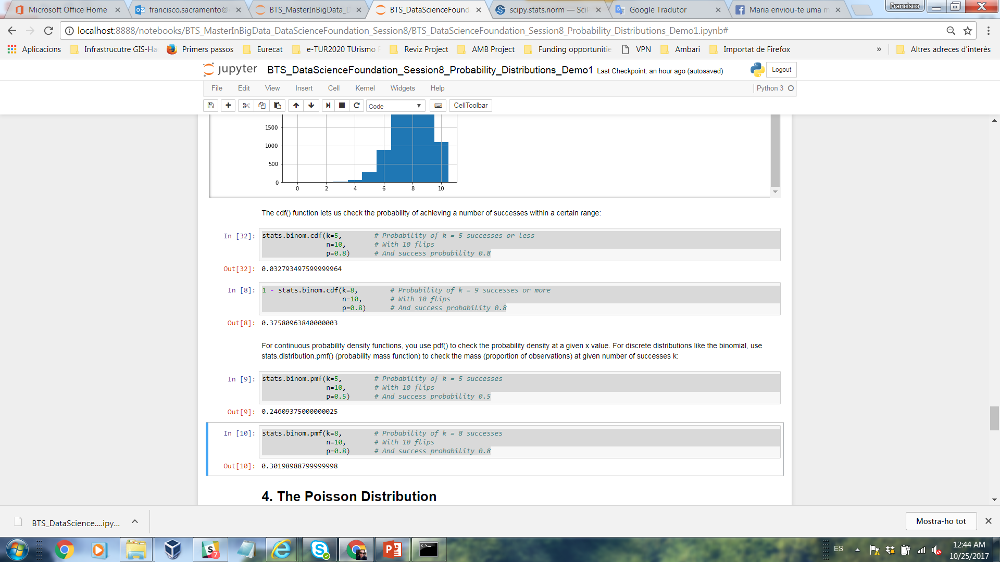 Microsoft Office Home
francisco.sacramento@
BTS_MasterInBigData_D
BTS_DataScienceFound
scipy.stats.norm — SciP
Google Tradutor
Maria enviou-te uma m
Francisco
localhost:8888/notebooks/BTS_MasterInBigData_DataScienceFoundation_Session8/BTS_DataScienceFoundation_Session8_Probability_Distributions_Demo1.ipynb#
Aplicacions
Infrastrucutre GIS-Ha
Primers passos
Eurecat
e-TUR2020 TUrismo F
Reviz Project
AMB Project
Funding opportunitie
VPN
Ambari
Importat de Firefox
»
Altres adreces d'interès
jupyter BTS_DataScienceFoundation_Session8_Probability_Distributions_Demo1 Last Checkpoint: an hour ago (autosaved)
Logout
File Edit View Insert Cell Kernel Widgets Help
Python 3
Code
CellToolbar
1500
1000
500
0
0 2 4 6 8 10
The cdf() function lets us check the probability of achieving a number of successes within a certain range:
In [32]: stats.binom.cdf(k=5, # Probability of k = 5 successes or less
n=10, # With 10 flips
p=0.8) # And success probability 0.8
Out[32]: 0.032793497599999964
In [8]: 1 - stats.binom.cdf(k=8, # Probability of k = 9 successes or more
n=10, # With 10 flips
p=0.8) # And success probability 0.8
Out[8]: 0.37580963840000003
For continuous probability density functions, you use pdf() to check the probability density at a given x value. For discrete distributions like the binomial, use
stats.distribution.pmf() (probability mass function) to check the mass (proportion of observations) at given number of successes k:
In [9]: stats.binom.pmf(k=5, # Probability of k = 5 successes
n=10, # With 10 flips
p=0.5) # And success probability 0.5
Out[9]: 0.24609375000000025
In [10]: stats.binom.pmf(k=8, # Probability of k = 8 successes
n=10, # With 10 flips
p=0.8) # And success probability 0.8
Out[10]: 0.30198988799999998
4. The Poisson Distribution
BTS_DataScience....ipy...
Mostra-ho tot
7
ES
12:44 AM
10/25/2017